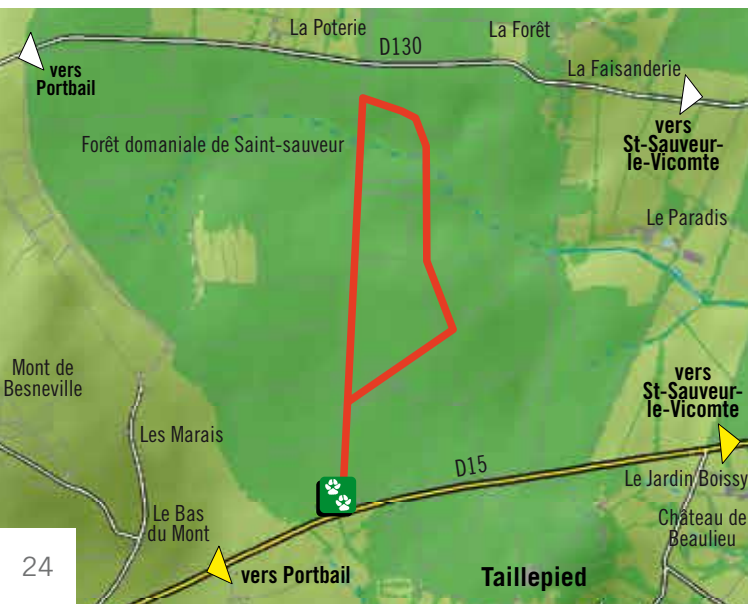 La Poterie
La Forêt
D130
La Faisanderie
vers
Portbail
vers
St-Sauveur-
le-Vicomte
Forêt domaniale de Saint-sauveur
Le Paradis
Mont de
Besneville
vers
St-Sauveur-
le-Vicomte
Les Marais
D15
Le Jardin Boissy
Le Bas
du Mont
Château de
Beaulieu
24
vers Portbail
Taillepied